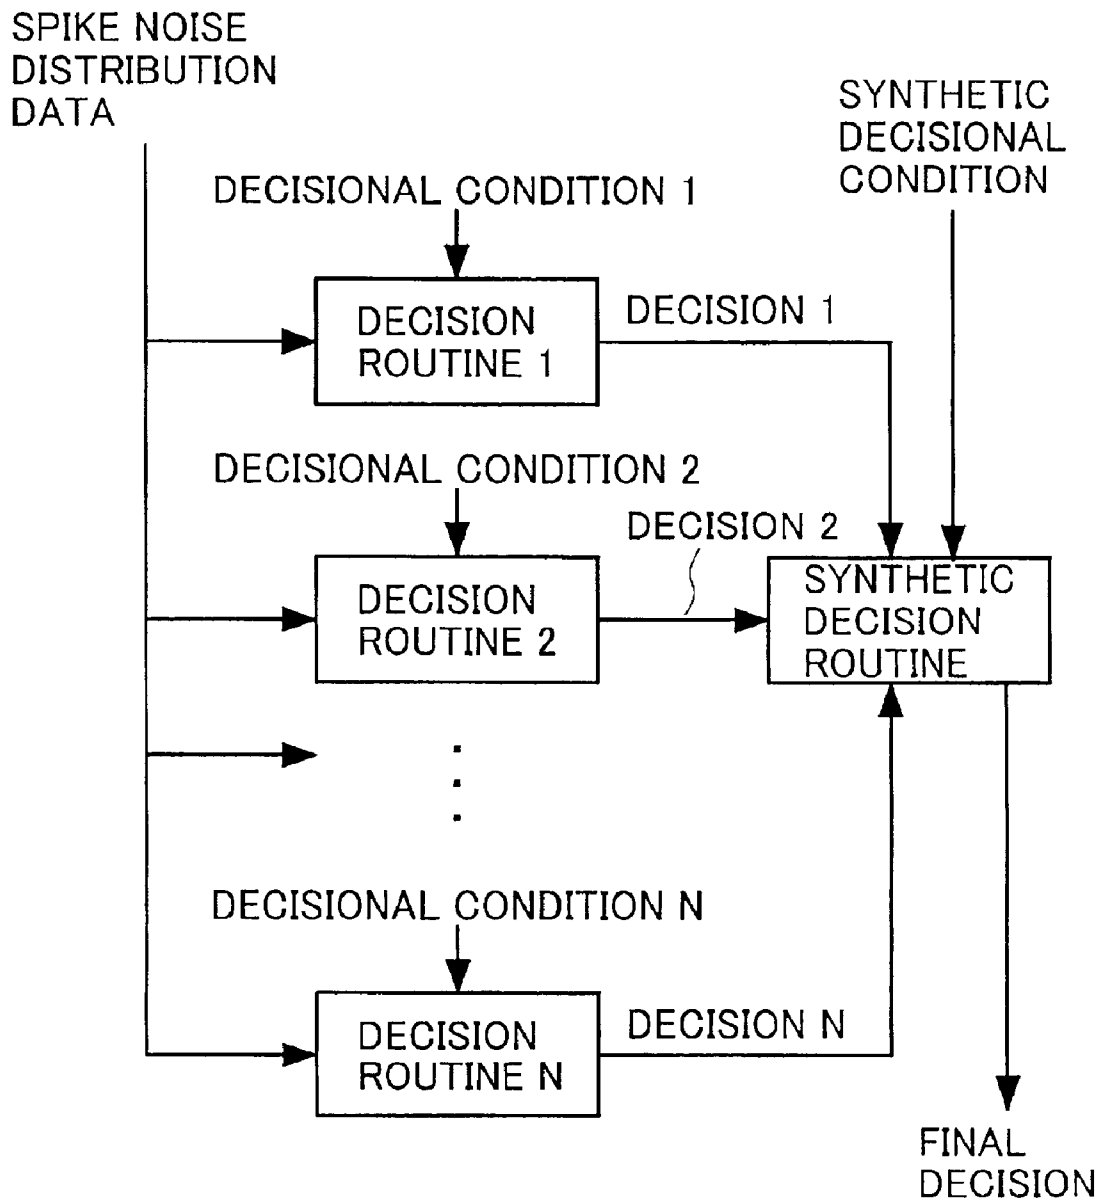 SPIKE NOISE
DISTRIBUTION
DATA
SYNTHETIC
DECISIONAL
CONDITION
DECISIONAL CONDITION 1
DECISION
ROUTINE 1
DECISION 1
DECISIONAL CONDITION 2
DECISION
ROUTINE 2
DECISION 2
SYNTHETIC
DECISION
ROUTINE
DECISIONAL CONDITION N
DECISION
ROUTINE N
DECISION N
FINAL
DECISION